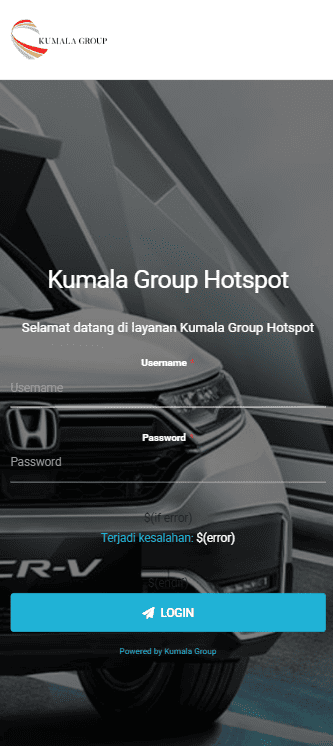 KUMALA GROUP
Kumala Group Hotspot
Selamat datang di layanan Kumala Group Hotspot
Username *
Username
Password
Password
$(if error)
Terjadi kesalahan: $(error)
CR-V
$(endif)
LOGIN
Powered by Kumala Group